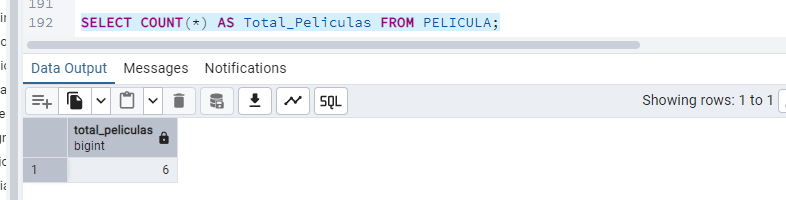 191
192 SELECT COUNT(*) AS Total_Peliculas FROM PELICULA;
Data Output Messages Notifications
SQL Showing rows: 1 to 1
total_peliculas
bigint
1 6